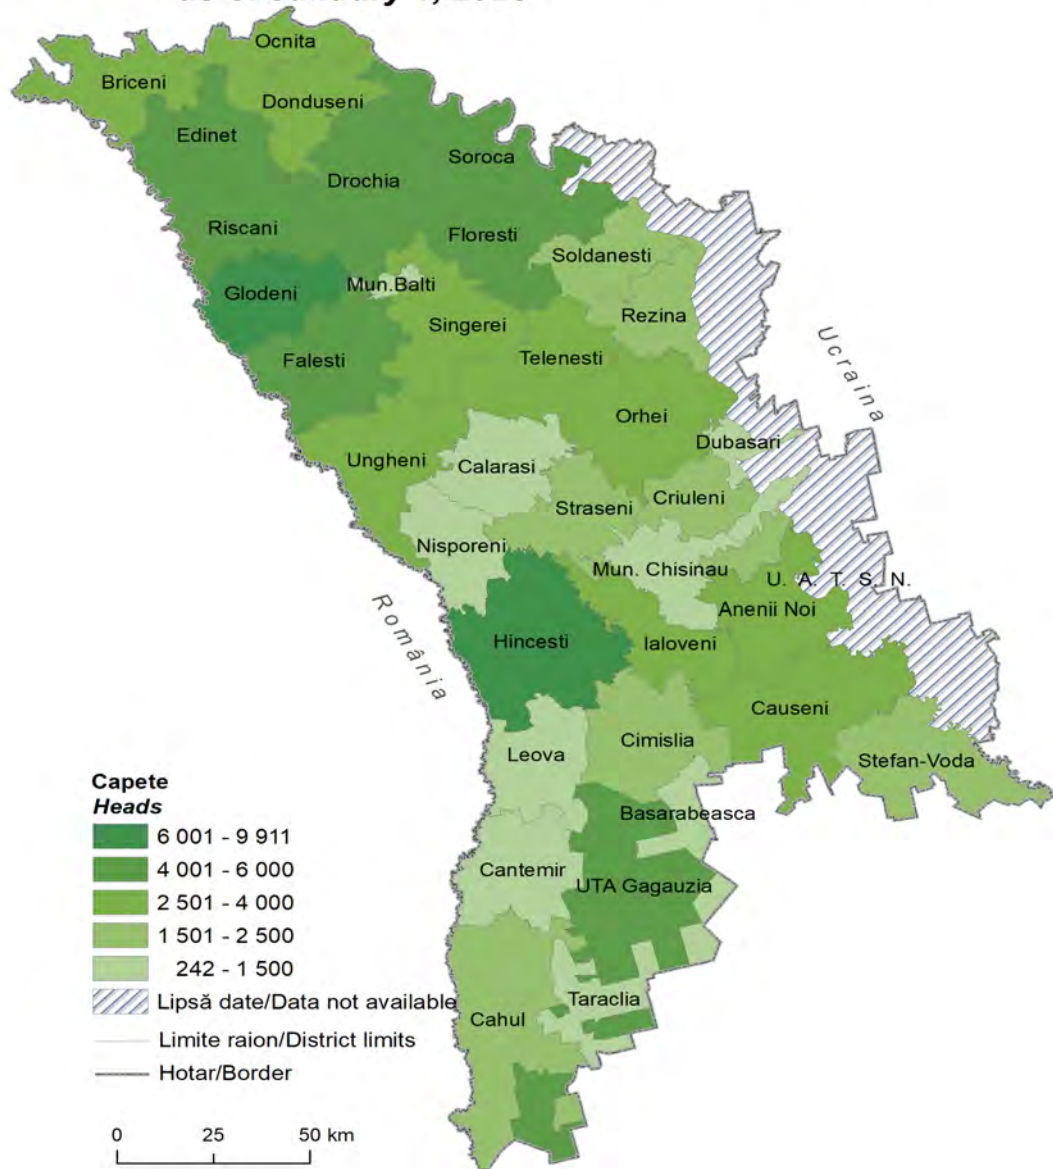 Ocnita
Briceni
Donduseni
Edinet
Soroca
Drochia
Riscani
Floresti
Soldanesti
Glodeni
Mun.Balti
Rezina
Singerei
Ucraina
Falesti
Telenesti
Orhei
Dubasari
Ungheni
Calarasi
Criuleni
Straseni
Nisporeni
Mun. Chisinau
U. A. T. S. N.
Anenii Noi
România
Hincesti
Ialoveni
Causeni
Cimislia
Leova
Stefan-Voda
Basarabeasca
Cantemir
UTA Gagauzia
Taraclia
Cahul
Capete
Heads
6 001 - 9 911
4 001 - 6 000
2 501 - 4 000
1 501 - 2 500
242 - 1 500
Lipsă date/Data not available
Limite raion/District limits
Hotar/Border
0 25 50 km